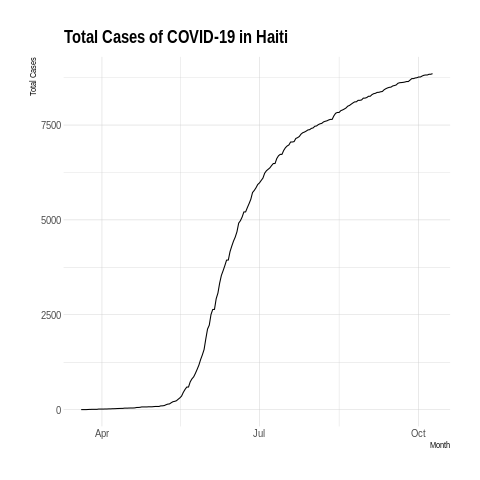 Total Cases of COVID-19 in Haiti
Total Cases
7500
5000
2500
0
Apr
Jul
Oct
Month